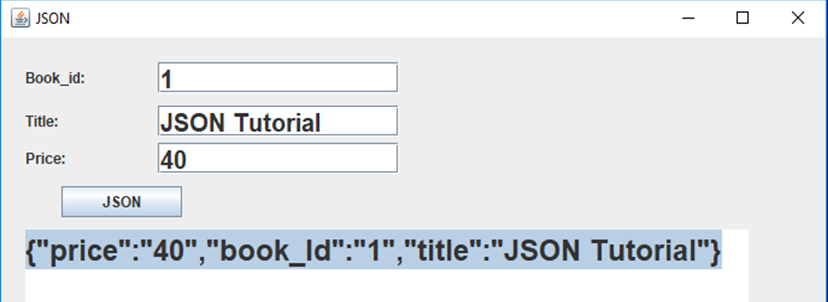 JSON
Book_id: 1
Title: JSON Tutorial
Price: 40
JSON
{"price":"40","book_Id":"1","title":"JSON Tutorial"}